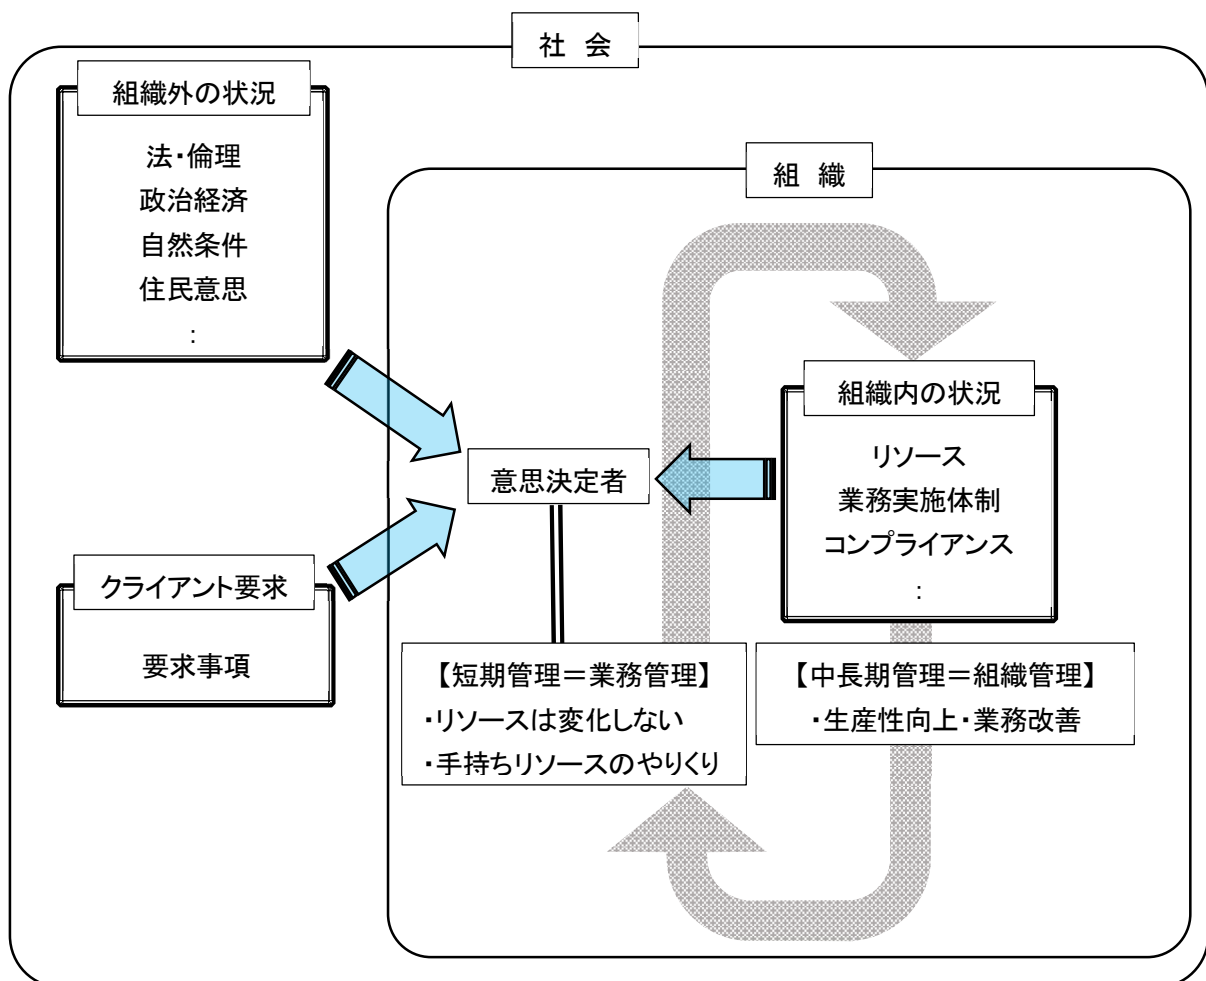 社 会
組織外の状況
法・倫理
政治経済
自然条件
住民意思
:
組 織
組織内の状況
リソース
業務実施体制
コンプライアンス
:
意思決定者
クライアント要求
要求事項
【短期管理＝業務管理】
・リソースは変化しない
・手持ちリソースのやりくり
【中長期管理＝組織管理】
・生産性向上・業務改善